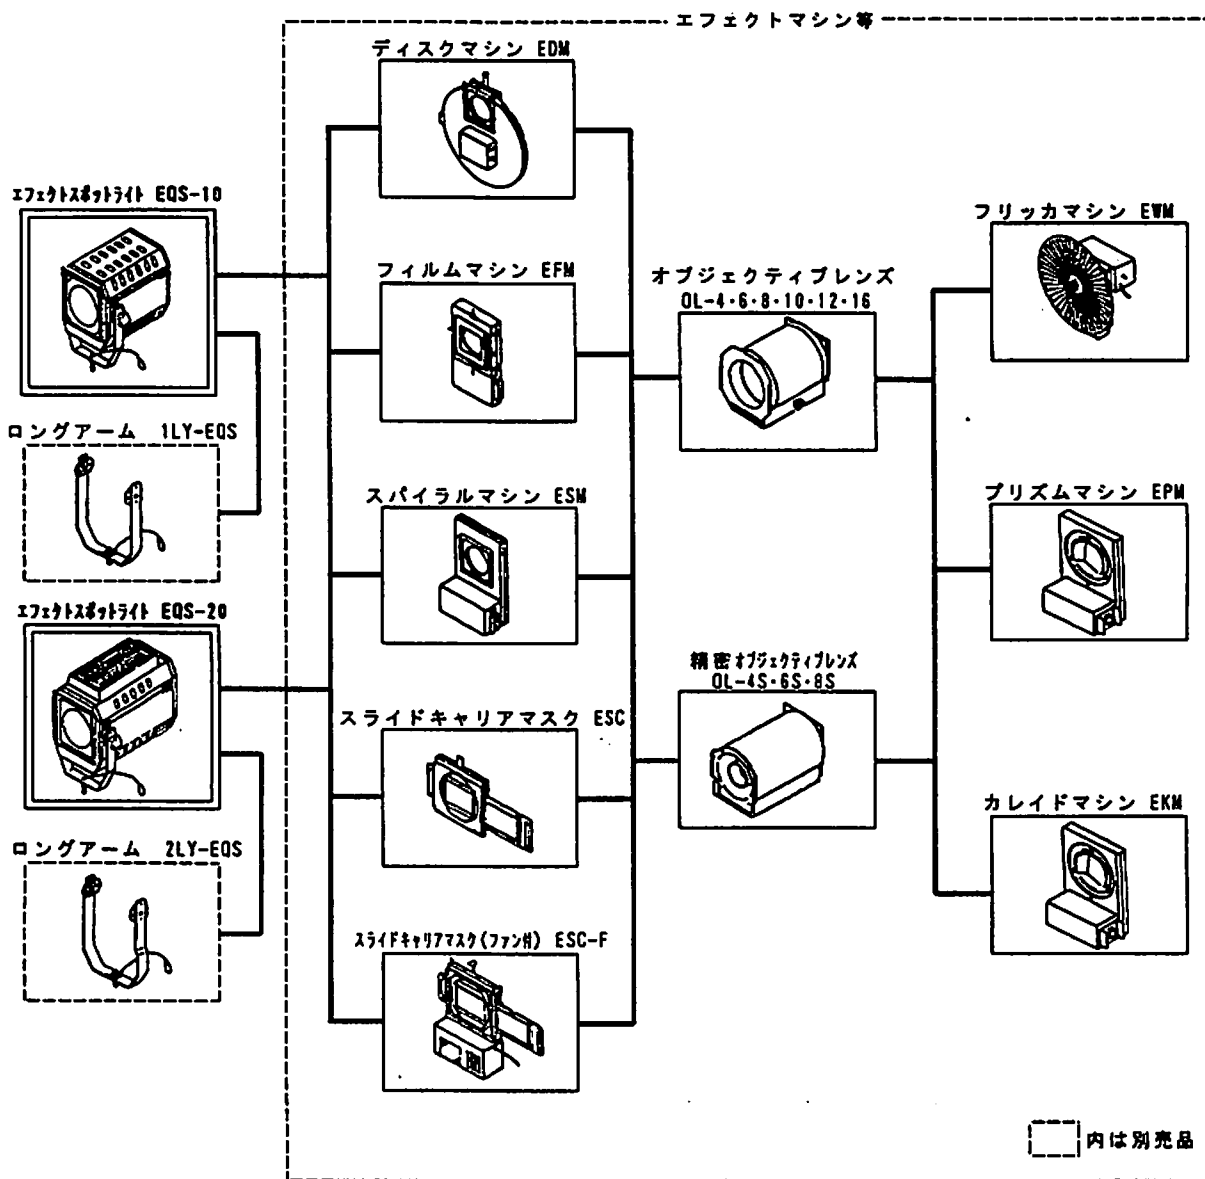 エフェクトマシン等
ディスクマシン EDM
エフェクトスポットライト EQS-10
フィルムマシン EFM
オブジェクティブレンズ
OL-4・6・8・10・12・16
フリッカマシン EWM
ロングアーム 1LY-EQS
スパイラルマシン ESM
プリズムマシン EPM
エフェクトスポットライト EQS-20
精密オブジェクティブレンズ
OL-4S・6S・8S
スライドキャリアマスク ESC
カレイドマシン EKM
ロングアーム 2LY-EQS
スライドキャリアマスク(ファン付) ESC-F
内は別売品